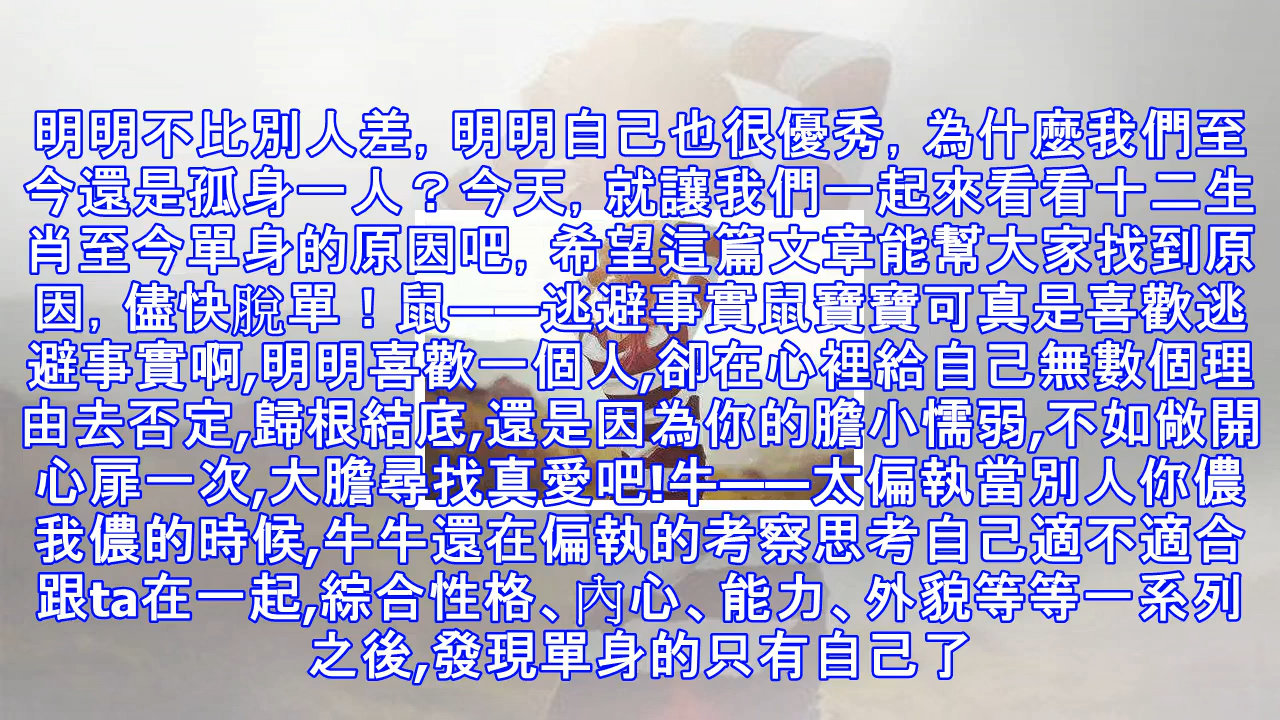 明明不比別人差, 明明自己也很優秀, 為什麼我們至
今還是孤身一人？今天, 就讓我們一起來看看十二生
肖至今單身的原因吧, 希望這篇文章能幫大家找到原
因, 儘快脫單！鼠——逃避事實鼠寶寶可真是喜歡逃
避事實啊,明明喜歡一個人,卻在心裡給自己無數個理
由去否定,歸根結底,還是因為你的膽小懦弱,不如敞開
心扉一次,大膽尋找真愛吧!牛——太偏執當別人你儂
我儂的時候,牛牛還在偏執的考察思考自己適不適合
跟ta在一起,綜合性格、內心、能力、外貌等等一系列
之後,發現單身的只有自己了